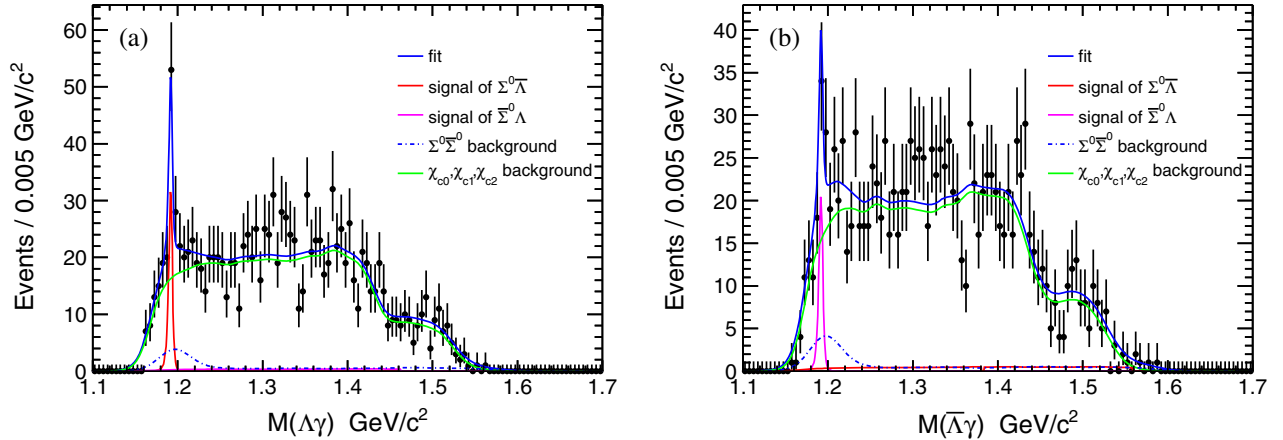 (a)
Events / 0.005 GeV/c²
60
50
40
30
20
10
0
fit
signal of Σ⁰Λ̅
signal of Σ̅⁰Λ
Σ⁰Σ̅⁰ background
χc0,χc1,χc2 background
1.1 1.2 1.3 1.4 1.5 1.6 1.7
M(Λγ) GeV/c²
(b)
Events / 0.005 GeV/c²
40
35
30
25
20
15
10
5
0
fit
signal of Σ⁰Λ̅
signal of Σ̅⁰Λ
Σ⁰Σ̅⁰ background
χc0,χc1,χc2 background
1.1 1.2 1.3 1.4 1.5 1.6 1.7
M(Λ̅γ) GeV/c²